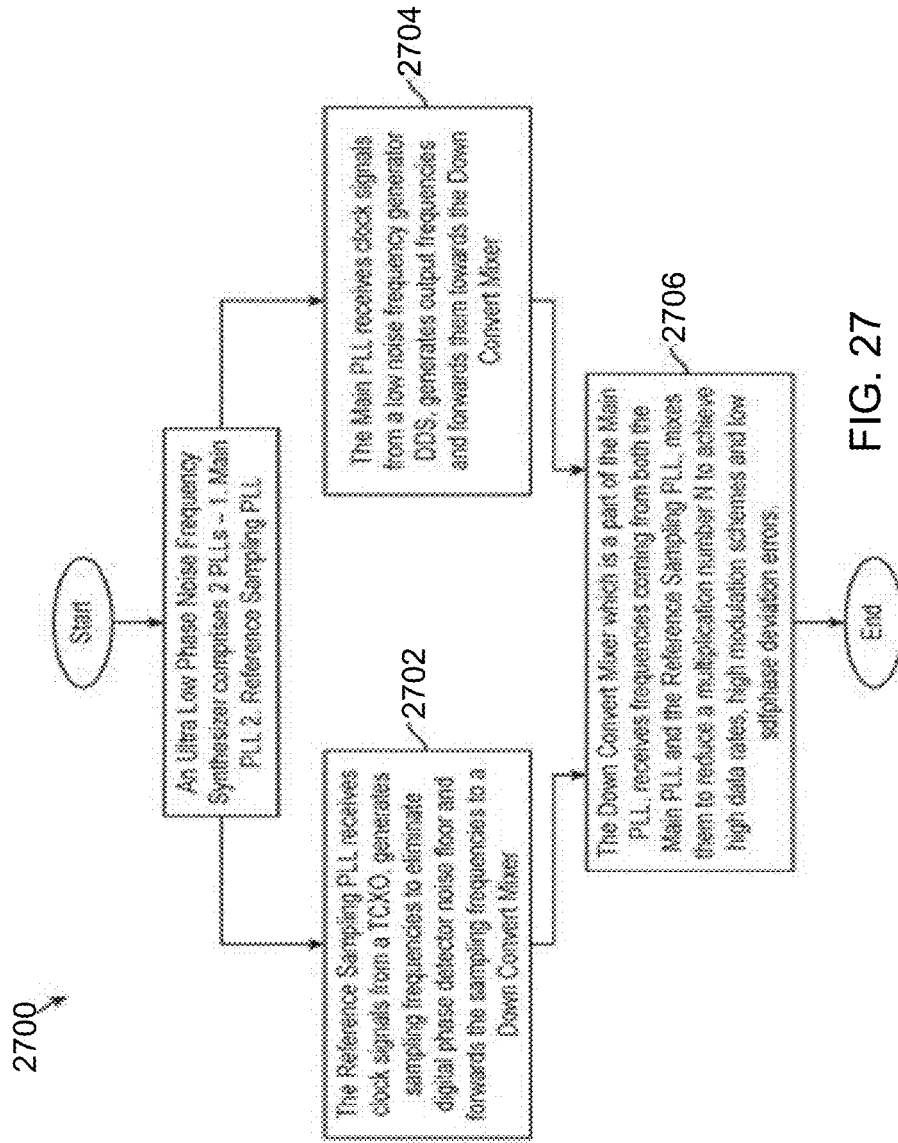 2700
Start
An Ultra Low Phase Noise Frequency
Synthesizer comprises 2 PLLs - 1. Main
PLL 2. Reference Sampling PLL
2702
The Reference Sampling PLL receives
clock signals from a TCXO, generates
sampling frequencies to eliminate
digital phase detector noise floor and
forwards the sampling frequencies to a
Down Convert Mixer
2704
The Main PLL receives clock signals
from a low noise frequency generator
DDS, generates output frequencies
and forwards them towards the Down
Convert Mixer
2706
The Down Convert Mixer which is a part of the Main
PLL, receives frequencies coming from both the
Main PLL and the Reference Sampling PLL, mixes
them to reduce a multiplication number N to achieve
high data rates, high modulation schemes and low
sdfphase deviation errors
End
FIG. 27